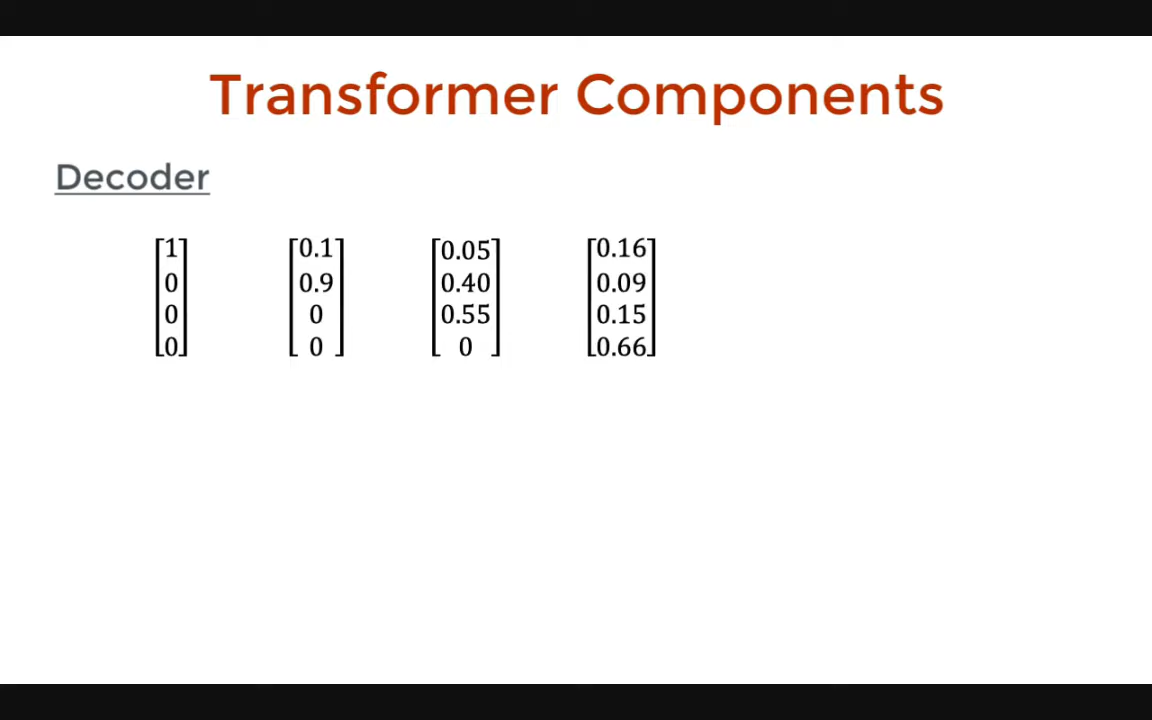 Transformer Components
Decoder
[1] [0.1] [0.05] [0.16]
[0] [0.9] [0.40] [0.09]
[0] [0] [0.55] [0.15]
[0] [0] [0] [0.66]